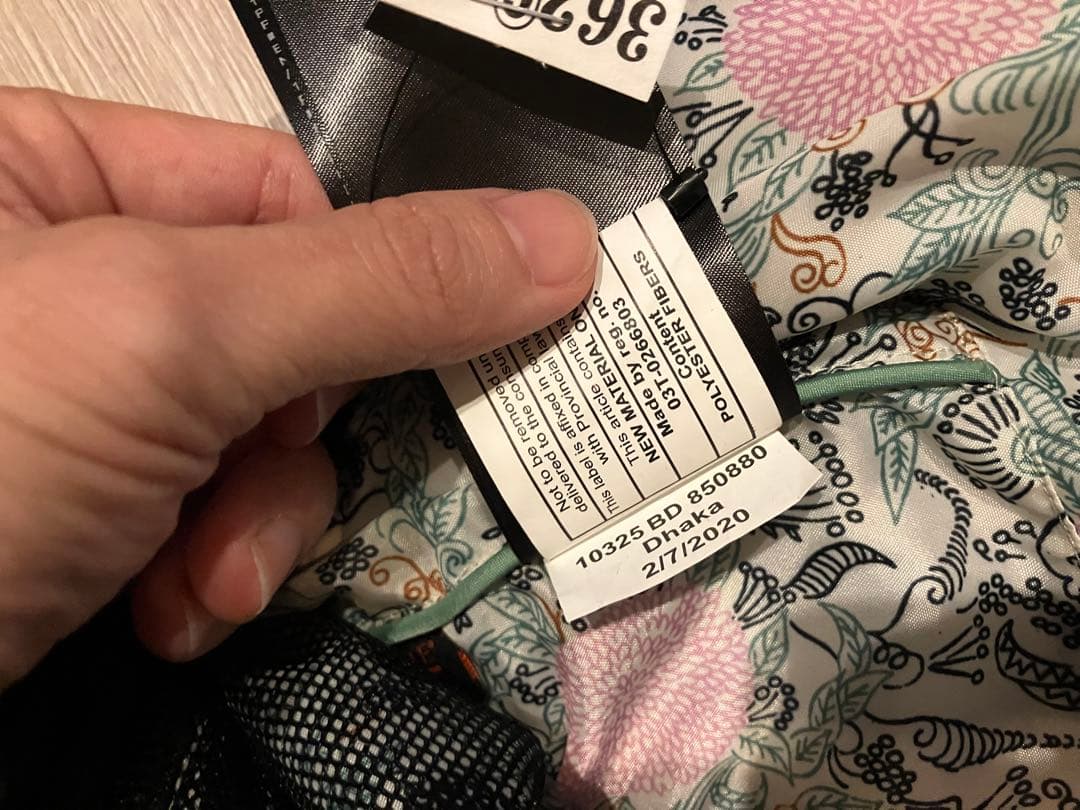 362
Not to be removed un
delivered to the consum
This label is affixed in comp
with Provincial law
This article contains
NEW MATERIAL ON
Made by reg. no.
03T-0266803
Content
POLYESTER FIBERS
10325 BD 850880
Dhaka
2/7/2020